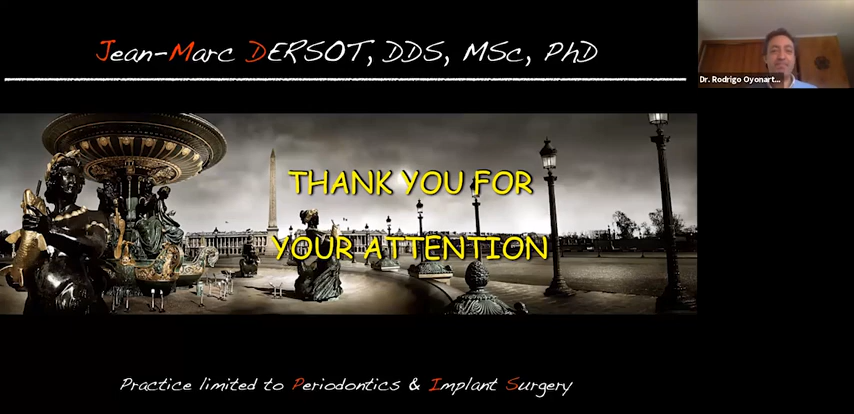 Jean-Marc DERSOT, DDS, MSc, PhD
Dr. Rodrigo Oyonart...
THANK YOU FOR
YOUR ATTENTION
Practice limited to Periodontics & Implant Surgery